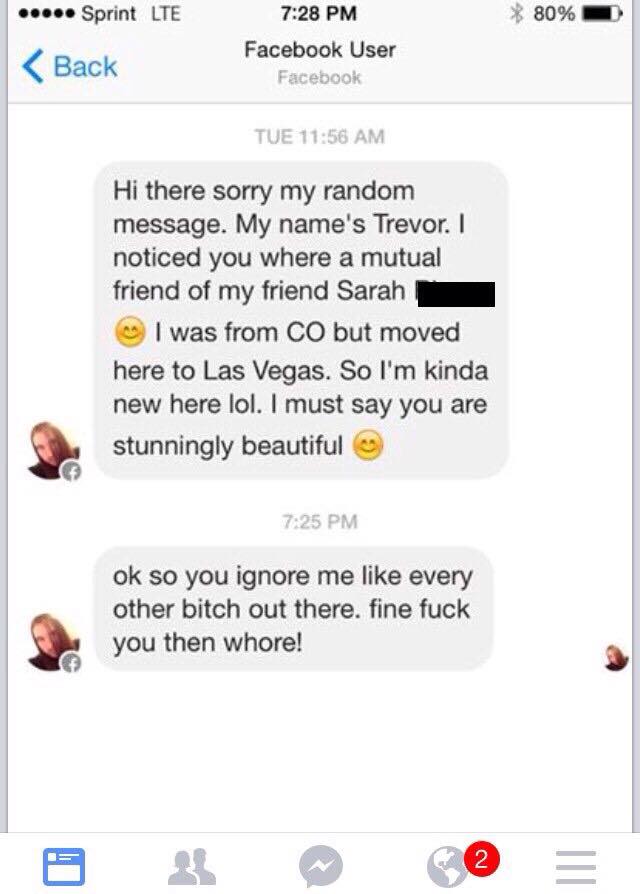 Sprint LTE 7:28 PM 80%
Back Facebook User
Facebook
TUE 11:56 AM
Hi there sorry my random
message. My name's Trevor. I
noticed you where a mutual
friend of my friend Sarah
😊 I was from CO but moved
here to Las Vegas. So I'm kinda
new here lol. I must say you are
stunningly beautiful 😊
7:25 PM
ok so you ignore me like every
other bitch out there. fine fuck
you then whore!
2